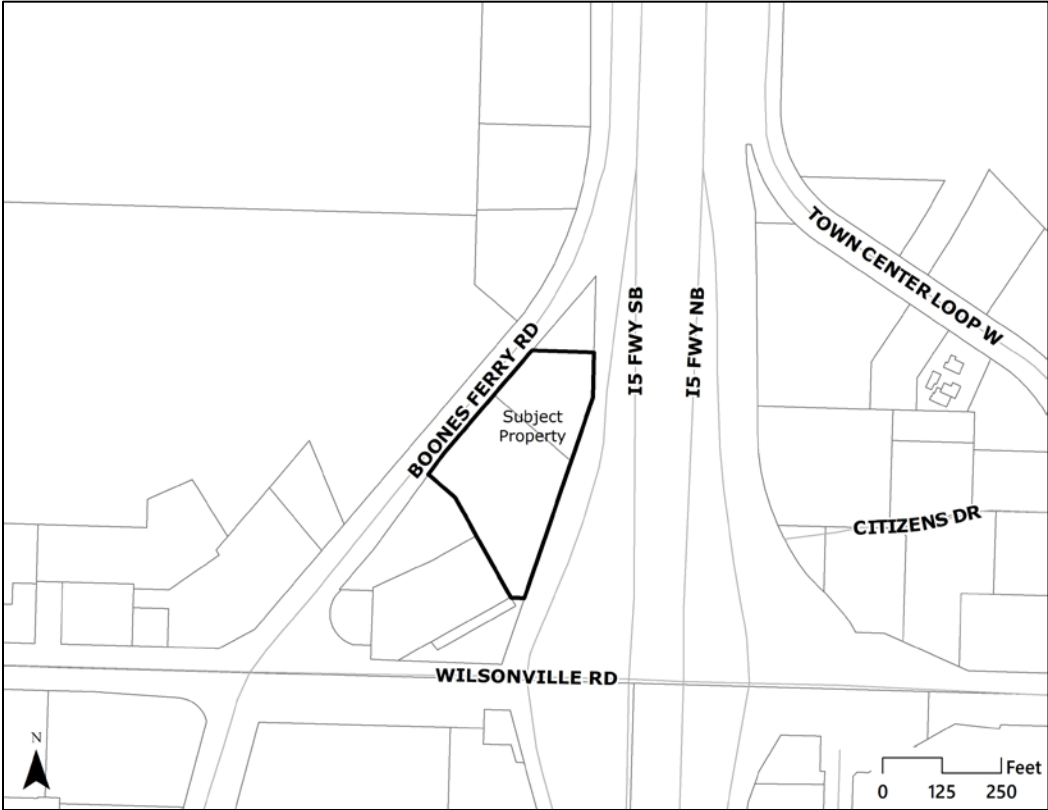 TOWN CENTER LOOP W
I5 FWY SB
I5 FWY NB
BOONES FERRY RD
Subject
Property
CITIZENS DR
WILSONVILLE RD
N
Feet
0 125 250